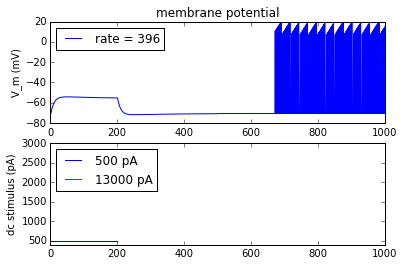 membrane potential
V_m (mV)
20
0
−20
−40
−60
−80
rate = 396
0 200 400 600 800 1000
dc stimulus (pA)
3000
2500
2000
1500
1000
500
500 pA
13000 pA
0 200 400 600 800 1000